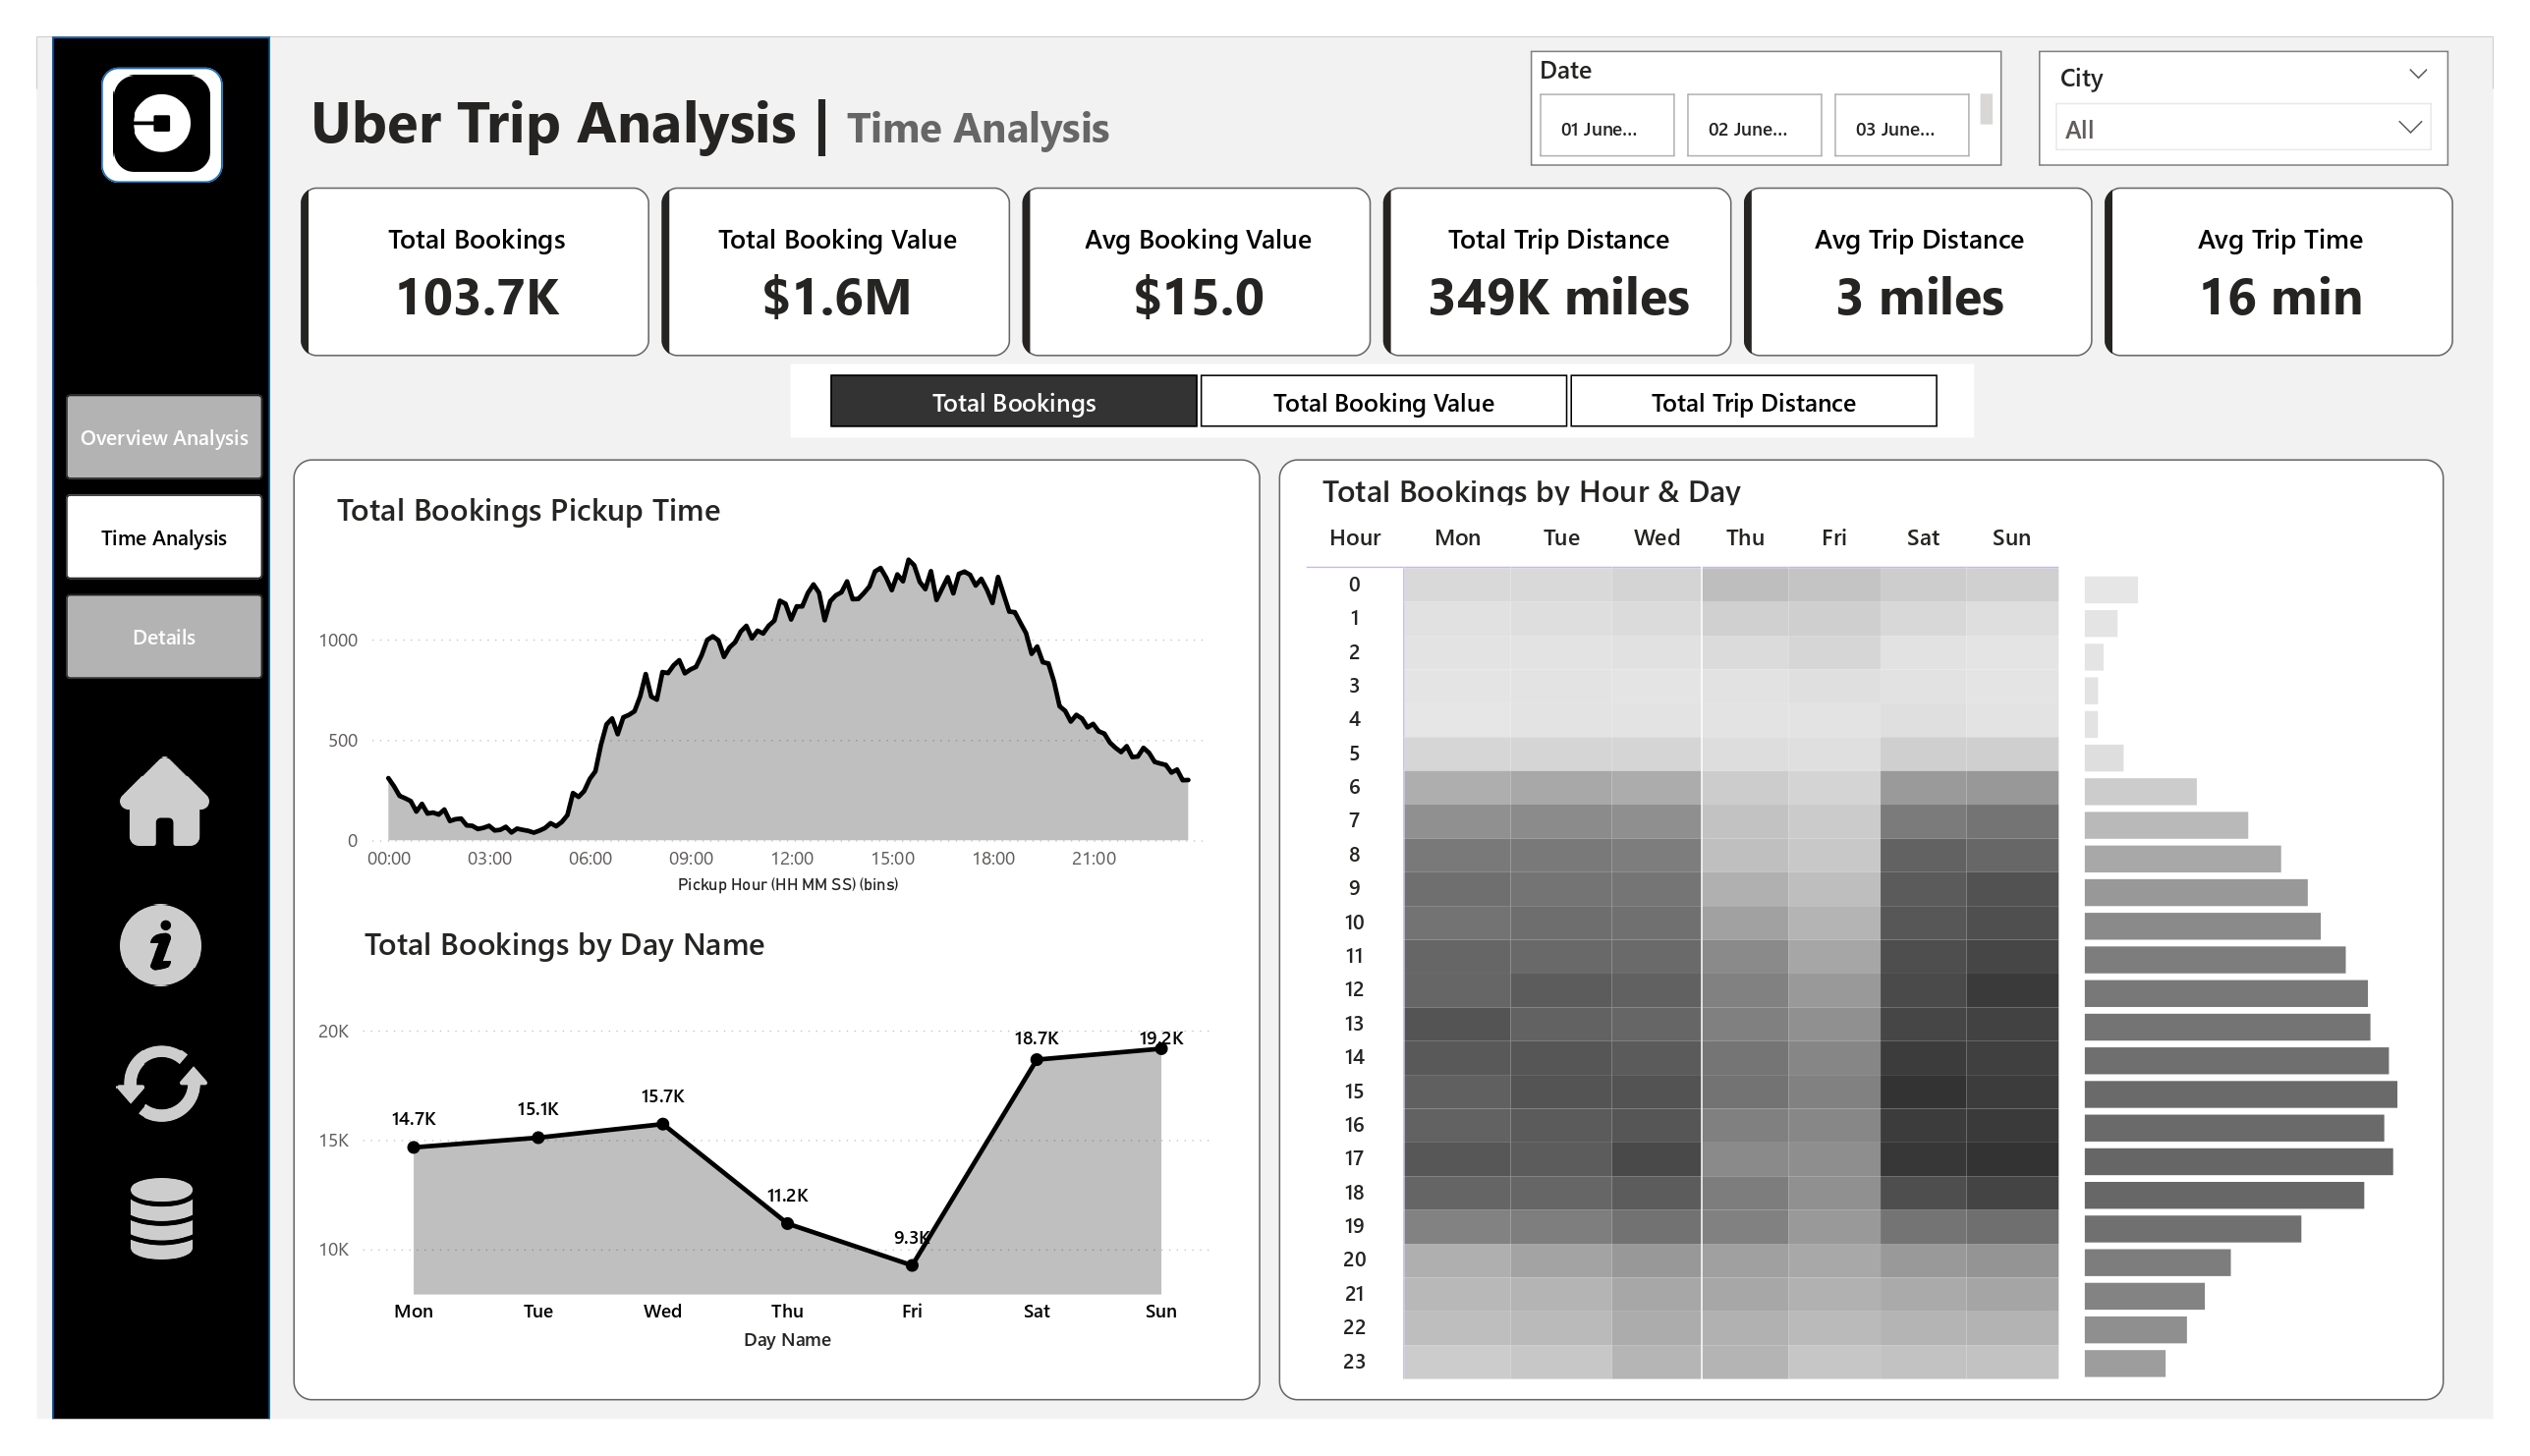 Uber Trip Analysis | Time Analysis
Date
01 June... 02 June... 03 June...
City
All
Total Bookings
103.7K
Total Booking Value
$1.6M
Avg Booking Value
$15.0
Total Trip Distance
349K miles
Avg Trip Distance
3 miles
Avg Trip Time
16 min
Total Bookings Total Booking Value Total Trip Distance
Overview Analysis
Time Analysis
Details
Total Bookings Pickup Time
1000
500
0
00:00 03:00 06:00 09:00 12:00 15:00 18:00 21:00
Pickup Hour (HH MM SS) (bins)
Total Bookings by Day Name
20K
15K
10K
14.7K 15.1K 15.7K 11.2K 9.3K 18.7K 19.2K
Mon Tue Wed Thu Fri Sat Sun
Day Name
Total Bookings by Hour & Day
Hour Mon Tue Wed Thu Fri Sat Sun
0
1
2
3
4
5
6
7
8
9
10
11
12
13
14
15
16
17
18
19
20
21
22
23